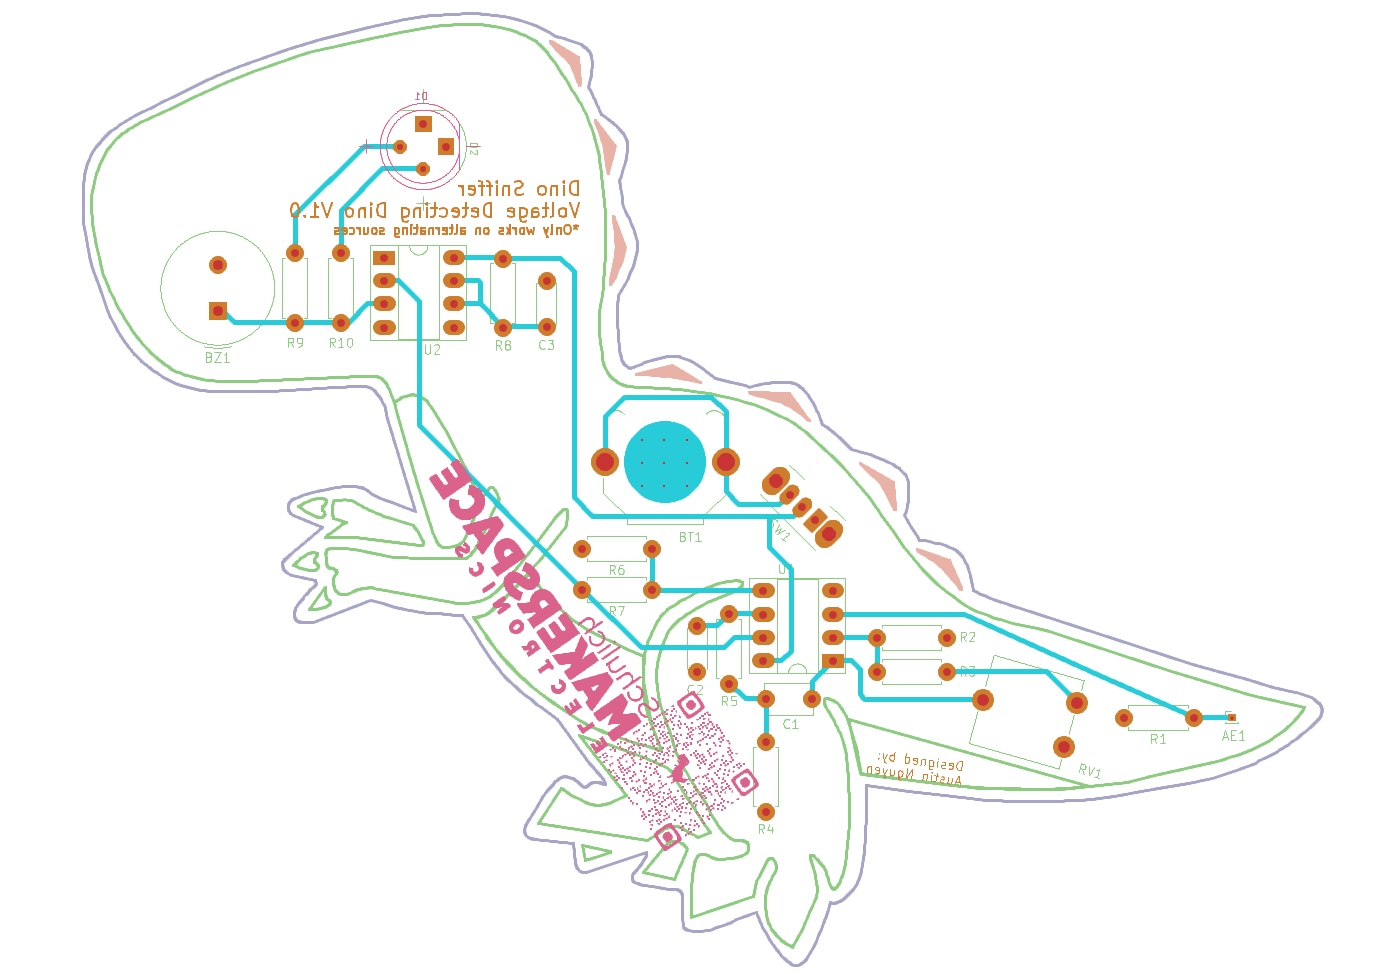 D1
D2
Dino Sniffer
Voltage Detecting Dino V1.0
*Only works on alternating sources
BZ1
R9
R10
U2
R8
C3
BT1
SW2
R6
R7
U
C2
R5
C1
R2
R3
R1
AE1
RV1
R4
Schulich
MAKERSPACE
ELECTRONICS
Designed by:
Austin Nguyen